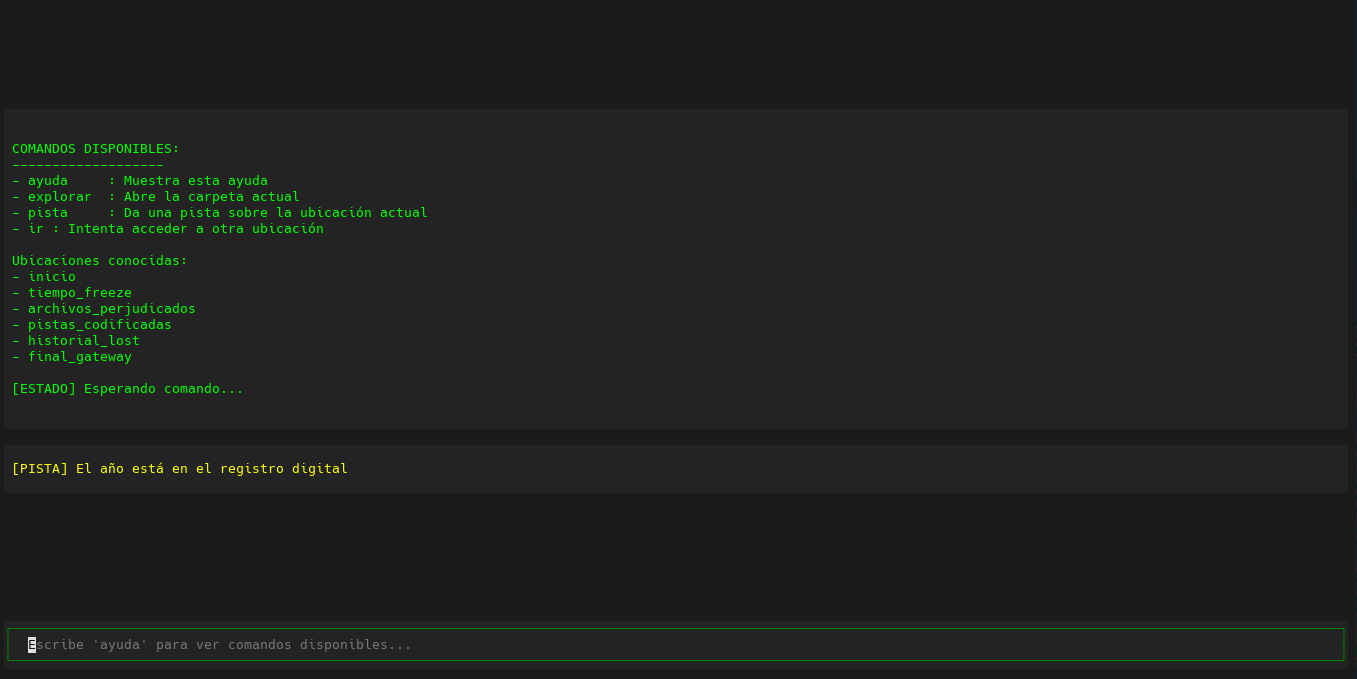 COMANDOS DISPONIBLES:
-------------------
- ayuda     : Muestra esta ayuda
- explorar  : Abre la carpeta actual
- pista     : Da una pista sobre la ubicación actual
- ir : Intenta acceder a otra ubicación
Ubicaciones conocidas:
- inicio
- tiempo_freeze
- archivos_perjudicados
- pistas_codificadas
- historial_lost
- final_gateway
[ESTADO] Esperando comando...
[PISTA] El año está en el registro digital
Escribe 'ayuda' para ver comandos disponibles...